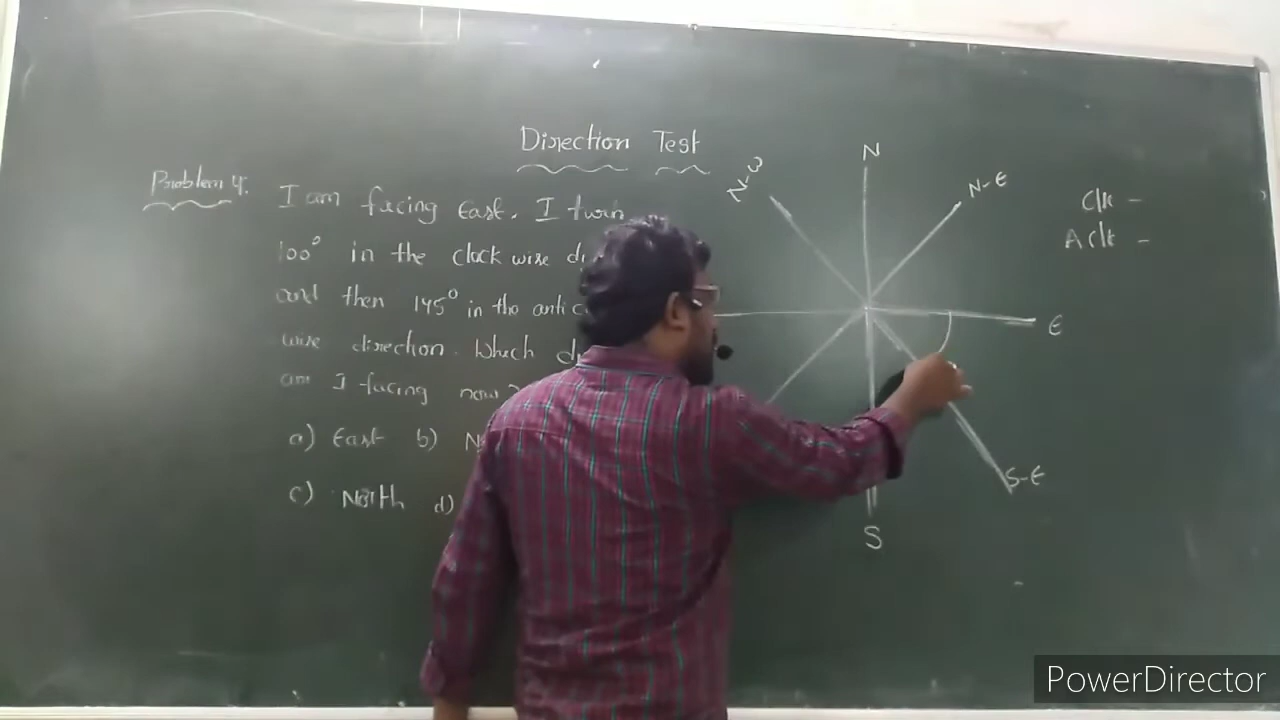 Direction Test
Problem 4.
I am facing East. I turn
100° in the clock wise
and then 145° in the anti
wise direction. Which
am I facing now
a) East b)
c) North d)
N-W
N
N-E
E
S-E
S
Clk -
AClk -
PowerDirector